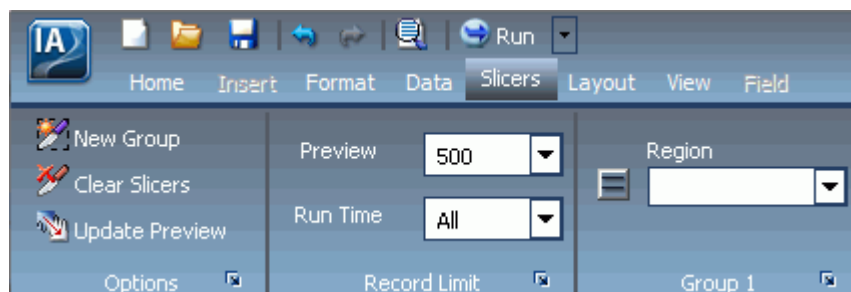 IA
Run
Home Insert Format Data Slicers Layout View Field
New Group
Clear Slicers
Update Preview
Options
Preview 500
Run Time All
Record Limit
Region
Group 1